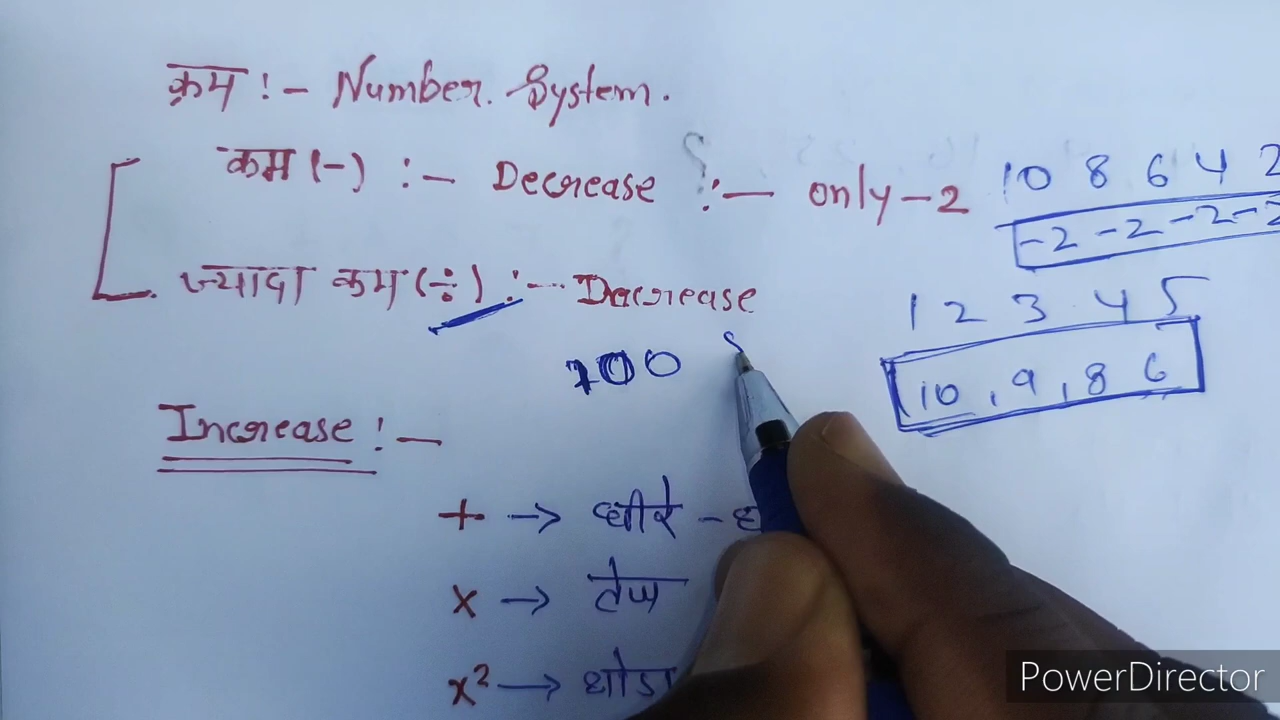 क्रम :- Number. System.
कम (-) :- Decrease :- only-2
10 8 6 4 2
-2 -2 -2 -2
ज्यादा कम (÷) :- Decrease
1 2 3 4 5
100
10 , 9 , 8 6
Increase :-
+ → धीरे -
x → तेज
x² → थोडा
PowerDirector